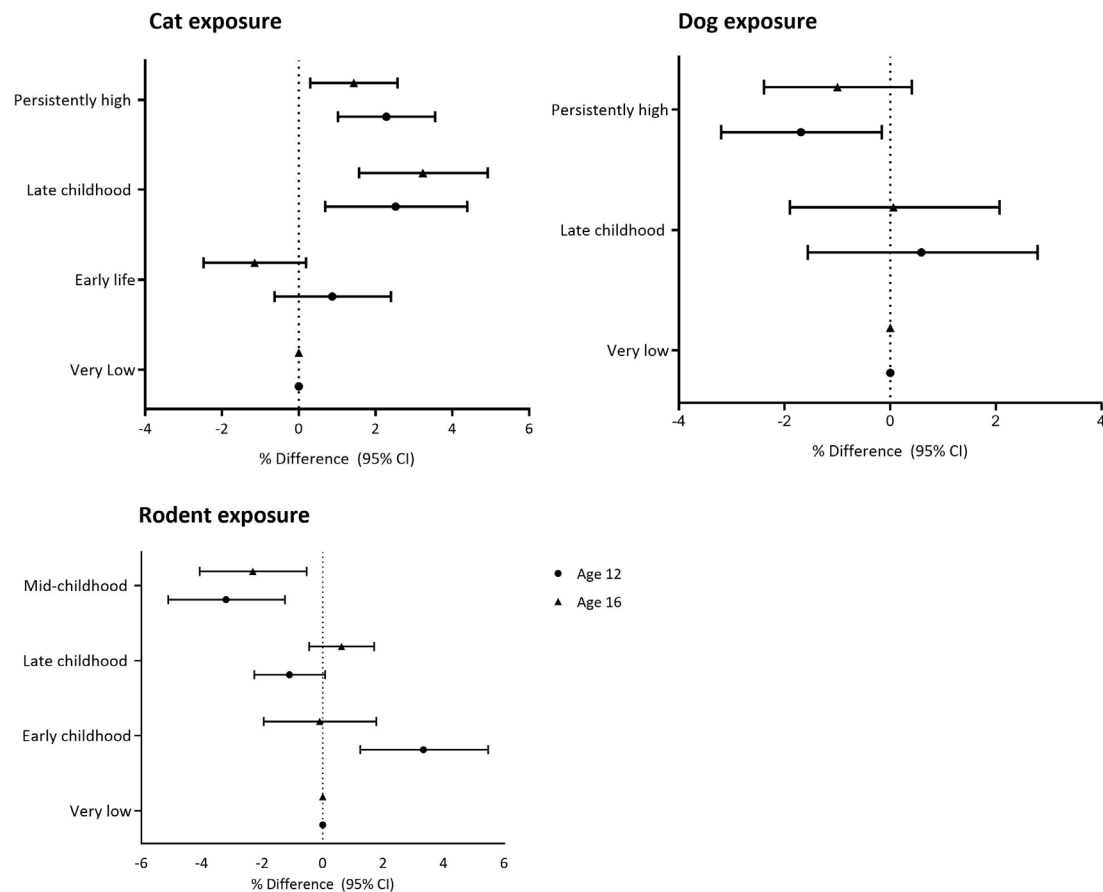 Cat exposure
Persistently high
Late childhood
Early life
Very Low
-4 -2 0 2 4 6
% Difference (95% CI)
Dog exposure
Persistently high
Late childhood
Very low
-4 -2 0 2 4
% Difference (95% CI)
Rodent exposure
Mid-childhood
Late childhood
Early childhood
Very low
-6 -4 -2 0 2 4 6
% Difference (95% CI)
Age 12
Age 16